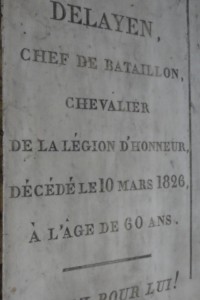 DELAYEN,
CHEF DE BATAILLON,
CHEVALIER
DE LA LÉGION D'HONNEUR,
DÉCÉDÉ LE 10 MARS 1826,
À L'ÂGE DE 60 ANS.
POUR LUI!